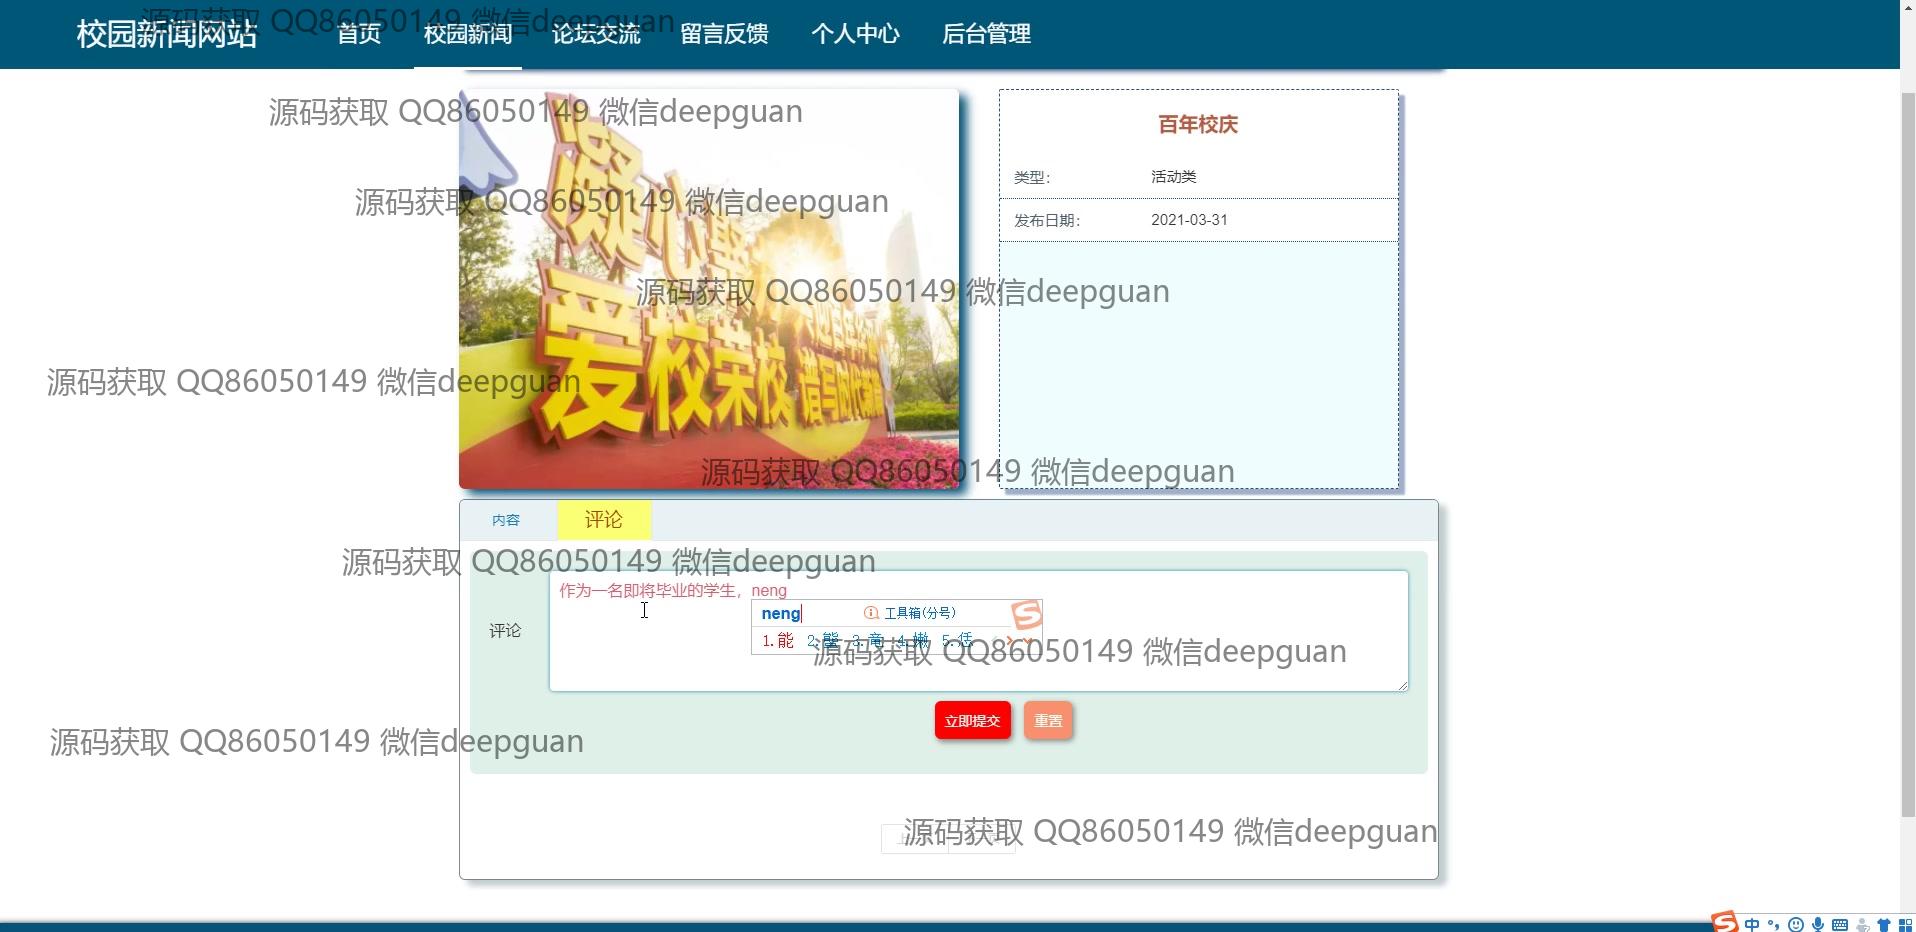 校园新闻网站 首页 校园新闻 论坛交流 留言反馈 个人中心 后台管理
源码获取 QQ86050149 微信deepguan
源码获取 QQ86050149 微信deepguan
百年校庆
类型： 活动类
源码获取 QQ86050149 微信deepguan
发布日期： 2021-03-31
凝心聚
源码获取 QQ86050149 微信deepguan
爱校荣校 谱写时代
源码获取 QQ86050149 微信deepguan
源码获取 QQ86050149 微信deepguan
内容 评论
源码获取 QQ86050149 微信deepguan
作为一名即将毕业的学生，neng
neng 工具箱(分号)
评论
1.能 2.螚 3.竜 4.嫩 5.恁
源码获取 QQ86050149 微信deepguan
立即提交 重置
源码获取 QQ86050149 微信deepguan
源码获取 QQ86050149 微信deepguan
中